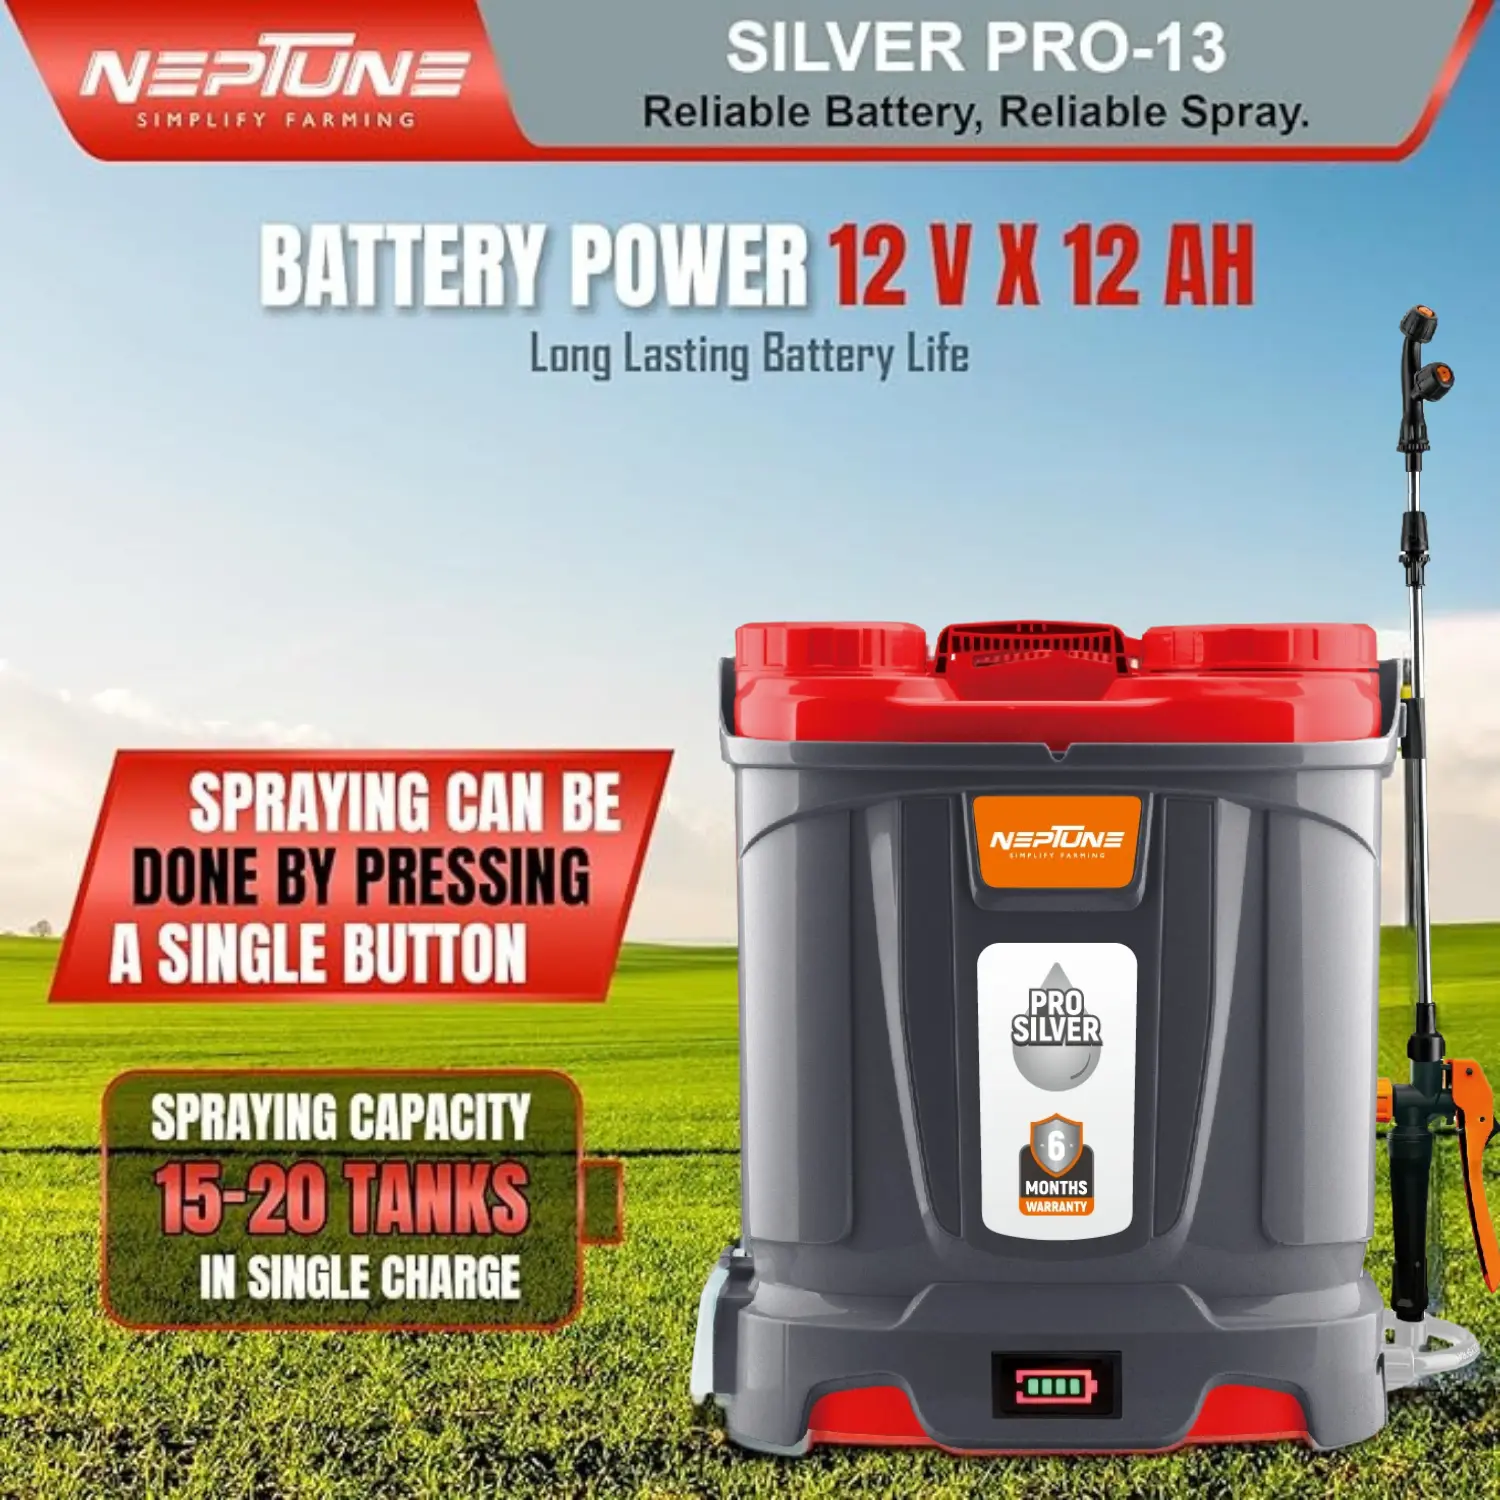 NEPTUNE
SIMPLIFY FARMING
SILVER PRO-13
Reliable Battery, Reliable Spray.
BATTERY POWER 12 V X 12 AH
Long Lasting Battery Life
SPRAYING CAN BE
DONE BY PRESSING
A SINGLE BUTTON
SPRAYING CAPACITY
15-20 TANKS
IN SINGLE CHARGE
NEPTUNE
SIMPLIFY FARMING
PRO
SILVER
6
MONTHS
WARRANTY